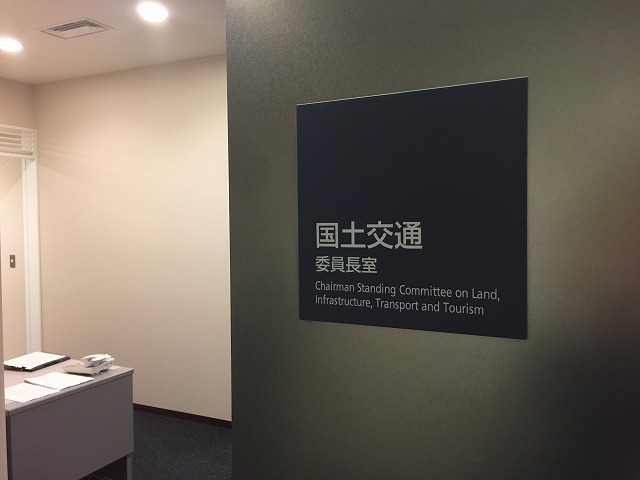 国土交通
委員長室
Chairman Standing Committee on Land,
Infrastructure, Transport and Tourism